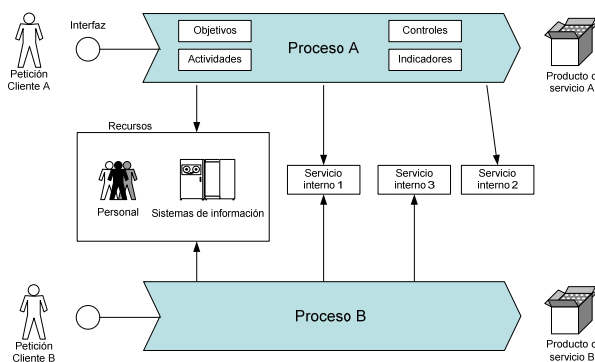 Interfaz
Objetivos
Controles
Proceso A
Actividades
Indicadores
Petición
Cliente A
Producto o
servicio A
Recursos
Personal
Sistemas de información
Servicio
interno 1
Servicio
interno 3
Servicio
interno 2
Proceso B
Petición
Cliente B
Producto o
servicio B